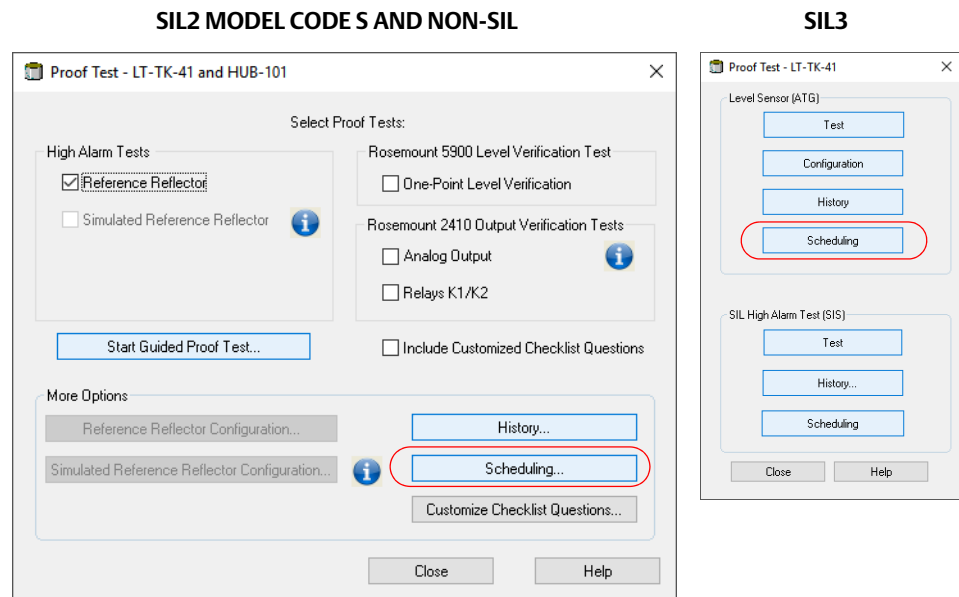 SIL2 MODEL CODE S AND NON-SIL
Proof Test - LT-TK-41 and HUB-101
Select Proof Tests:
High Alarm Tests
Reference Reflector
Simulated Reference Reflector
Rosemount 5900 Level Verification Test
One-Point Level Verification
Rosemount 2410 Output Verification Tests
Analog Output
Relays K1/K2
Start Guided Proof Test...
Include Customized Checklist Questions
More Options
Reference Reflector Configuration...
History...
Simulated Reference Reflector Configuration...
Scheduling...
Customize Checklist Questions...
Close
Help
SIL3
Proof Test - LT-TK-41
Level Sensor (ATG)
Test
Configuration
History
Scheduling
SIL High Alarm Test (SIS)
Test
History...
Scheduling
Close
Help